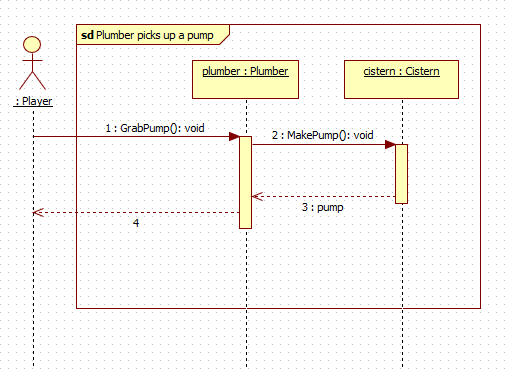 sd Plumber picks up a pump
plumber : Plumber
cistern : Cistern
: Player
1 : GrabPump(): void
2 : MakePump(): void
3 : pump
4